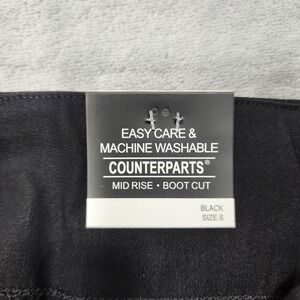 EASY CARE &
MACHINE WASHABLE
COUNTERPARTS®
MID RISE • BOOT CUT
BLACK
SIZE S